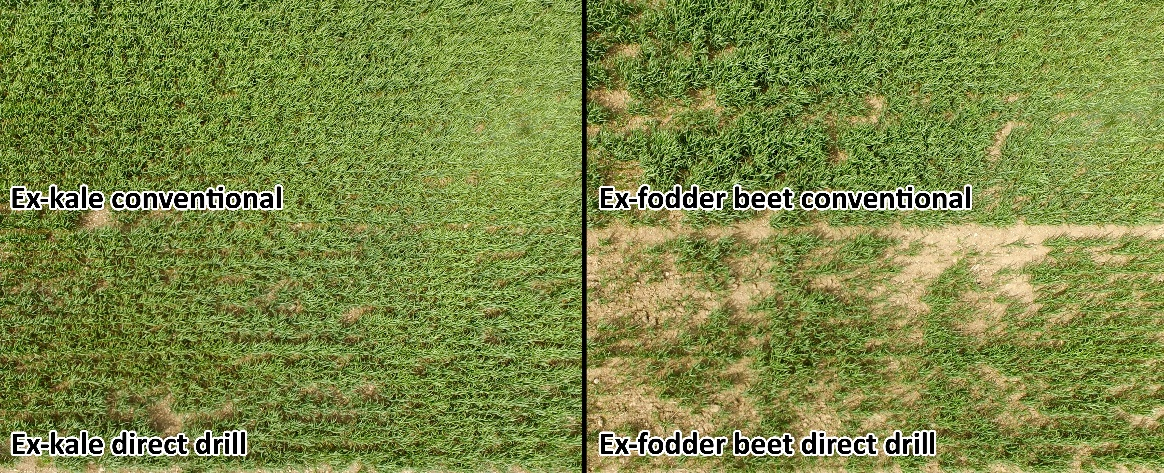 Ex-kale conventional
Ex-fodder beet conventional
Ex-kale direct drill
Ex-fodder beet direct drill